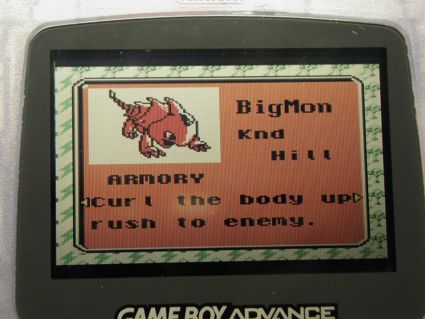 BigMon
Knd
Hill
ARMORY
Curl the body up
rush to enemy.
GAME BOY ADVANCE